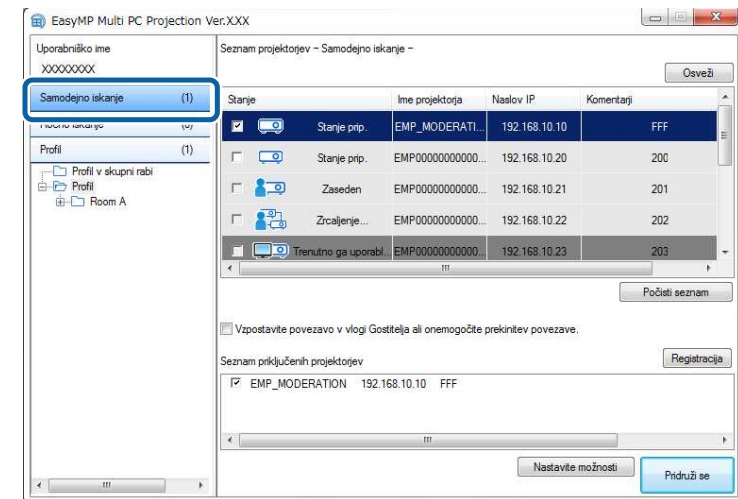 EasyMP Multi PC Projection Ver.XXX
Uporabniško ime
XXXXXXXX
Samodejno iskanje (1)
Ročno iskanje (0)
Profil (1)
Profil v skupni rabi
Profil
Room A
Seznam projektorjev - Samodejno iskanje -
Osveži
Stanje Ime projektorja Naslov IP Komentarji
Stanje prip. EMP_MODERATI... 192.168.10.10 FFF
Stanje prip. EMP00000000000... 192.168.10.20 200
Zaseden EMP00000000000... 192.168.10.21 201
Zrcaljenje... EMP00000000000... 192.168.10.22 202
Trenutno ga uporabl... EMP00000000000... 192.168.10.23 203
Počisti seznam
Vzpostavite povezavo v vlogi Gostitelja ali onemogočite prekinitev povezave.
Seznam priključenih projektorjev
Registracija
EMP_MODERATION 192.168.10.10 FFF
Nastavite možnosti
Pridruži se